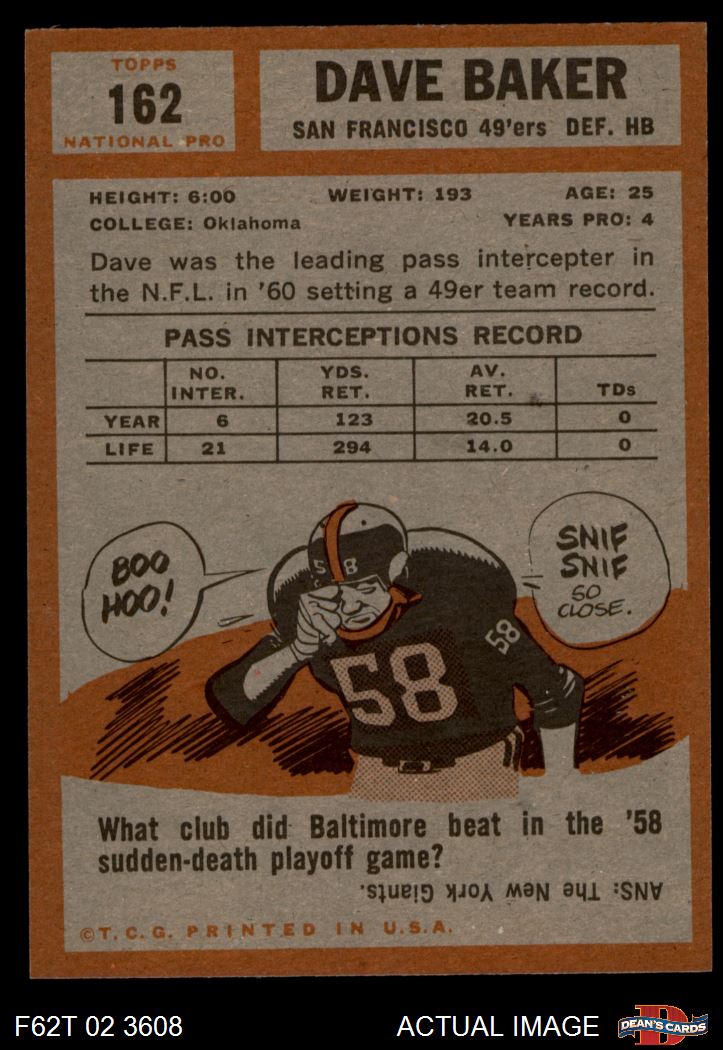 TOPPS
162
NATIONAL PRO
DAVE BAKER
SAN FRANCISCO 49'ers DEF. HB
HEIGHT: 6:00 WEIGHT: 193 AGE: 25
COLLEGE: Oklahoma YEARS PRO: 4
Dave was the leading pass intercepter in
the N.F.L. in '60 setting a 49er team record.
PASS INTERCEPTIONS RECORD
NO. INTER. YDS. RET. AV. RET. TDs
YEAR 6 123 20.5 0
LIFE 21 294 14.0 0
BOO
HOO!
SNIF
SNIF
SO
CLOSE.
58
58
58
What club did Baltimore beat in the '58
sudden-death playoff game?
ANS: The New York Giants.
©T.C.G. PRINTED IN U.S.A.
F62T 02 3608 ACTUAL IMAGE DEAN'S CARDS